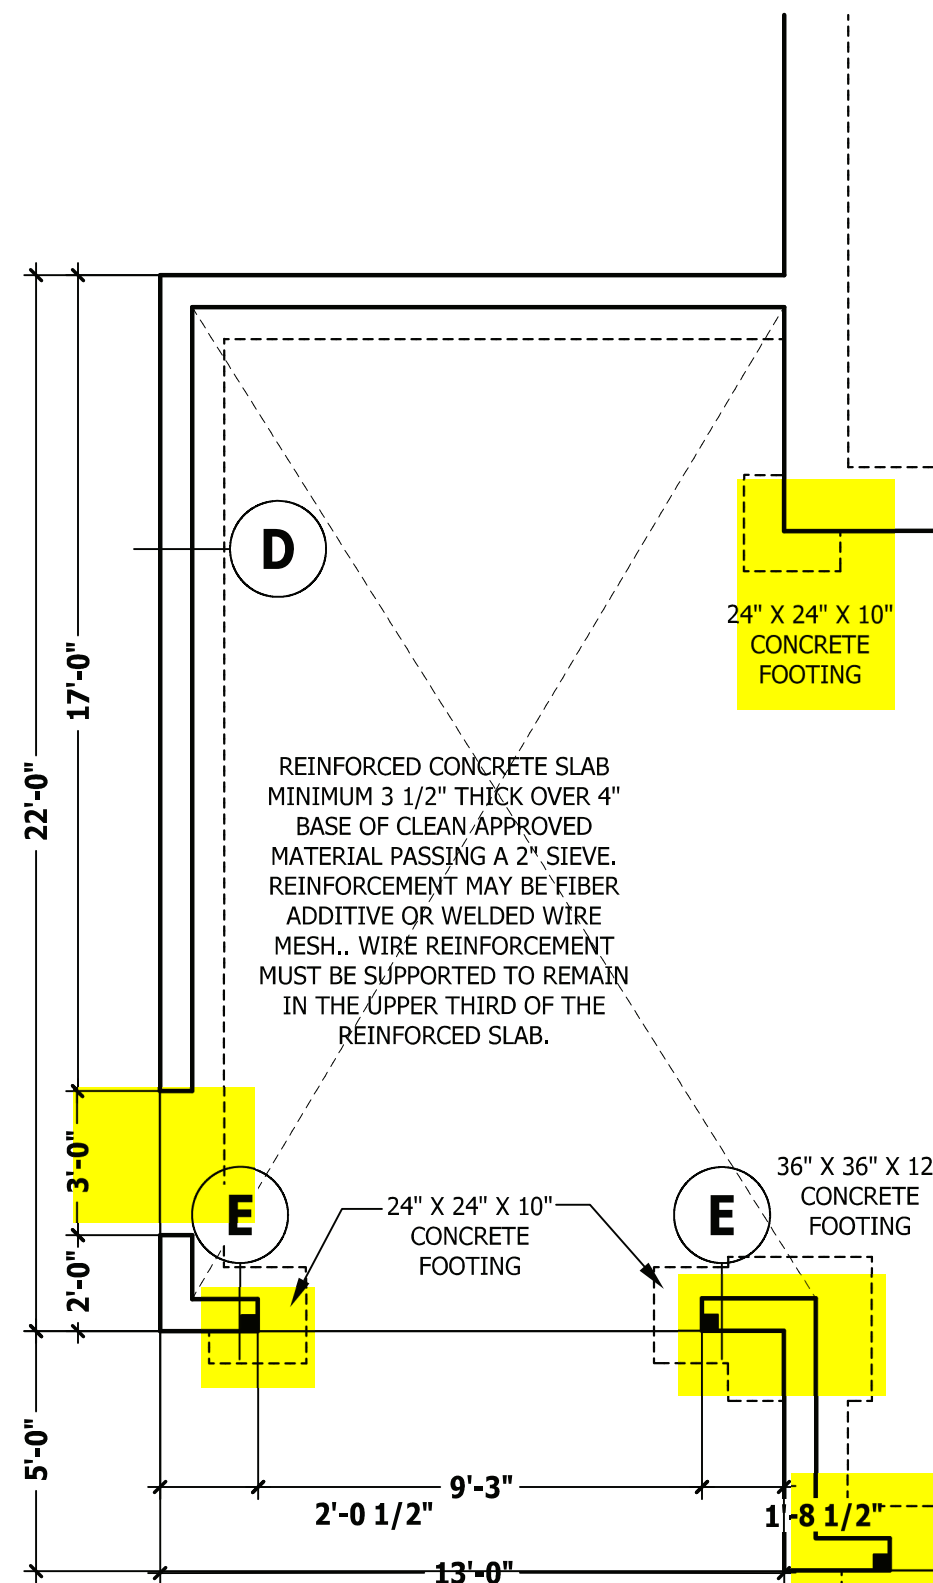 D
24" X 24" X 10"
CONCRETE
FOOTING
17'-0"
22'-0"
REINFORCED CONCRETE SLAB
MINIMUM 3 1/2" THICK OVER 4"
BASE OF CLEAN APPROVED
MATERIAL PASSING A 2" SIEVE.
REINFORCEMENT MAY BE FIBER
ADDITIVE OR WELDED WIRE
MESH.. WIRE REINFORCEMENT
MUST BE SUPPORTED TO REMAIN
IN THE UPPER THIRD OF THE
REINFORCED SLAB.
3'-0"
E
24" X 24" X 10"
CONCRETE
FOOTING
E
36" X 36" X 12
CONCRETE
FOOTING
2'-0"
5'-0"
9'-3"
2'-0 1/2"
1'-8 1/2"
13'-0"